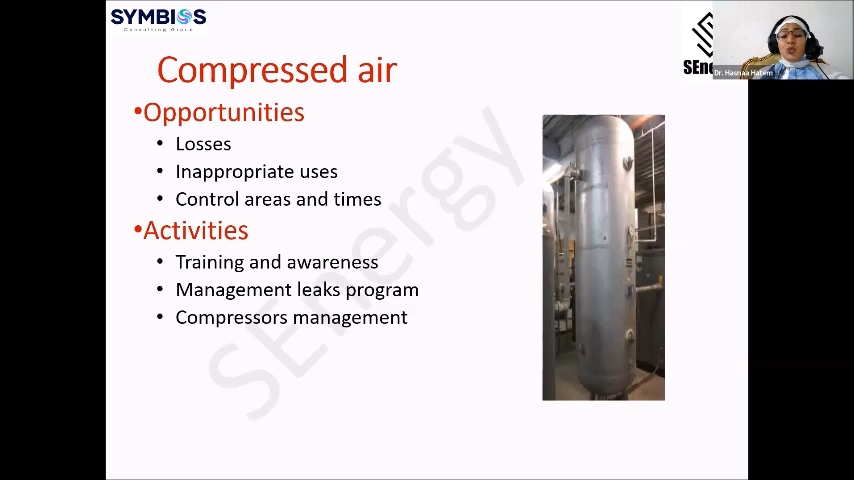 SYMBIOS
Consulting Group
SEnergy
Dr. Hasnaa Hatem
Compressed air
•Opportunities
• Losses
• Inappropriate uses
• Control areas and times
•Activities
• Training and awareness
• Management leaks program
• Compressors management